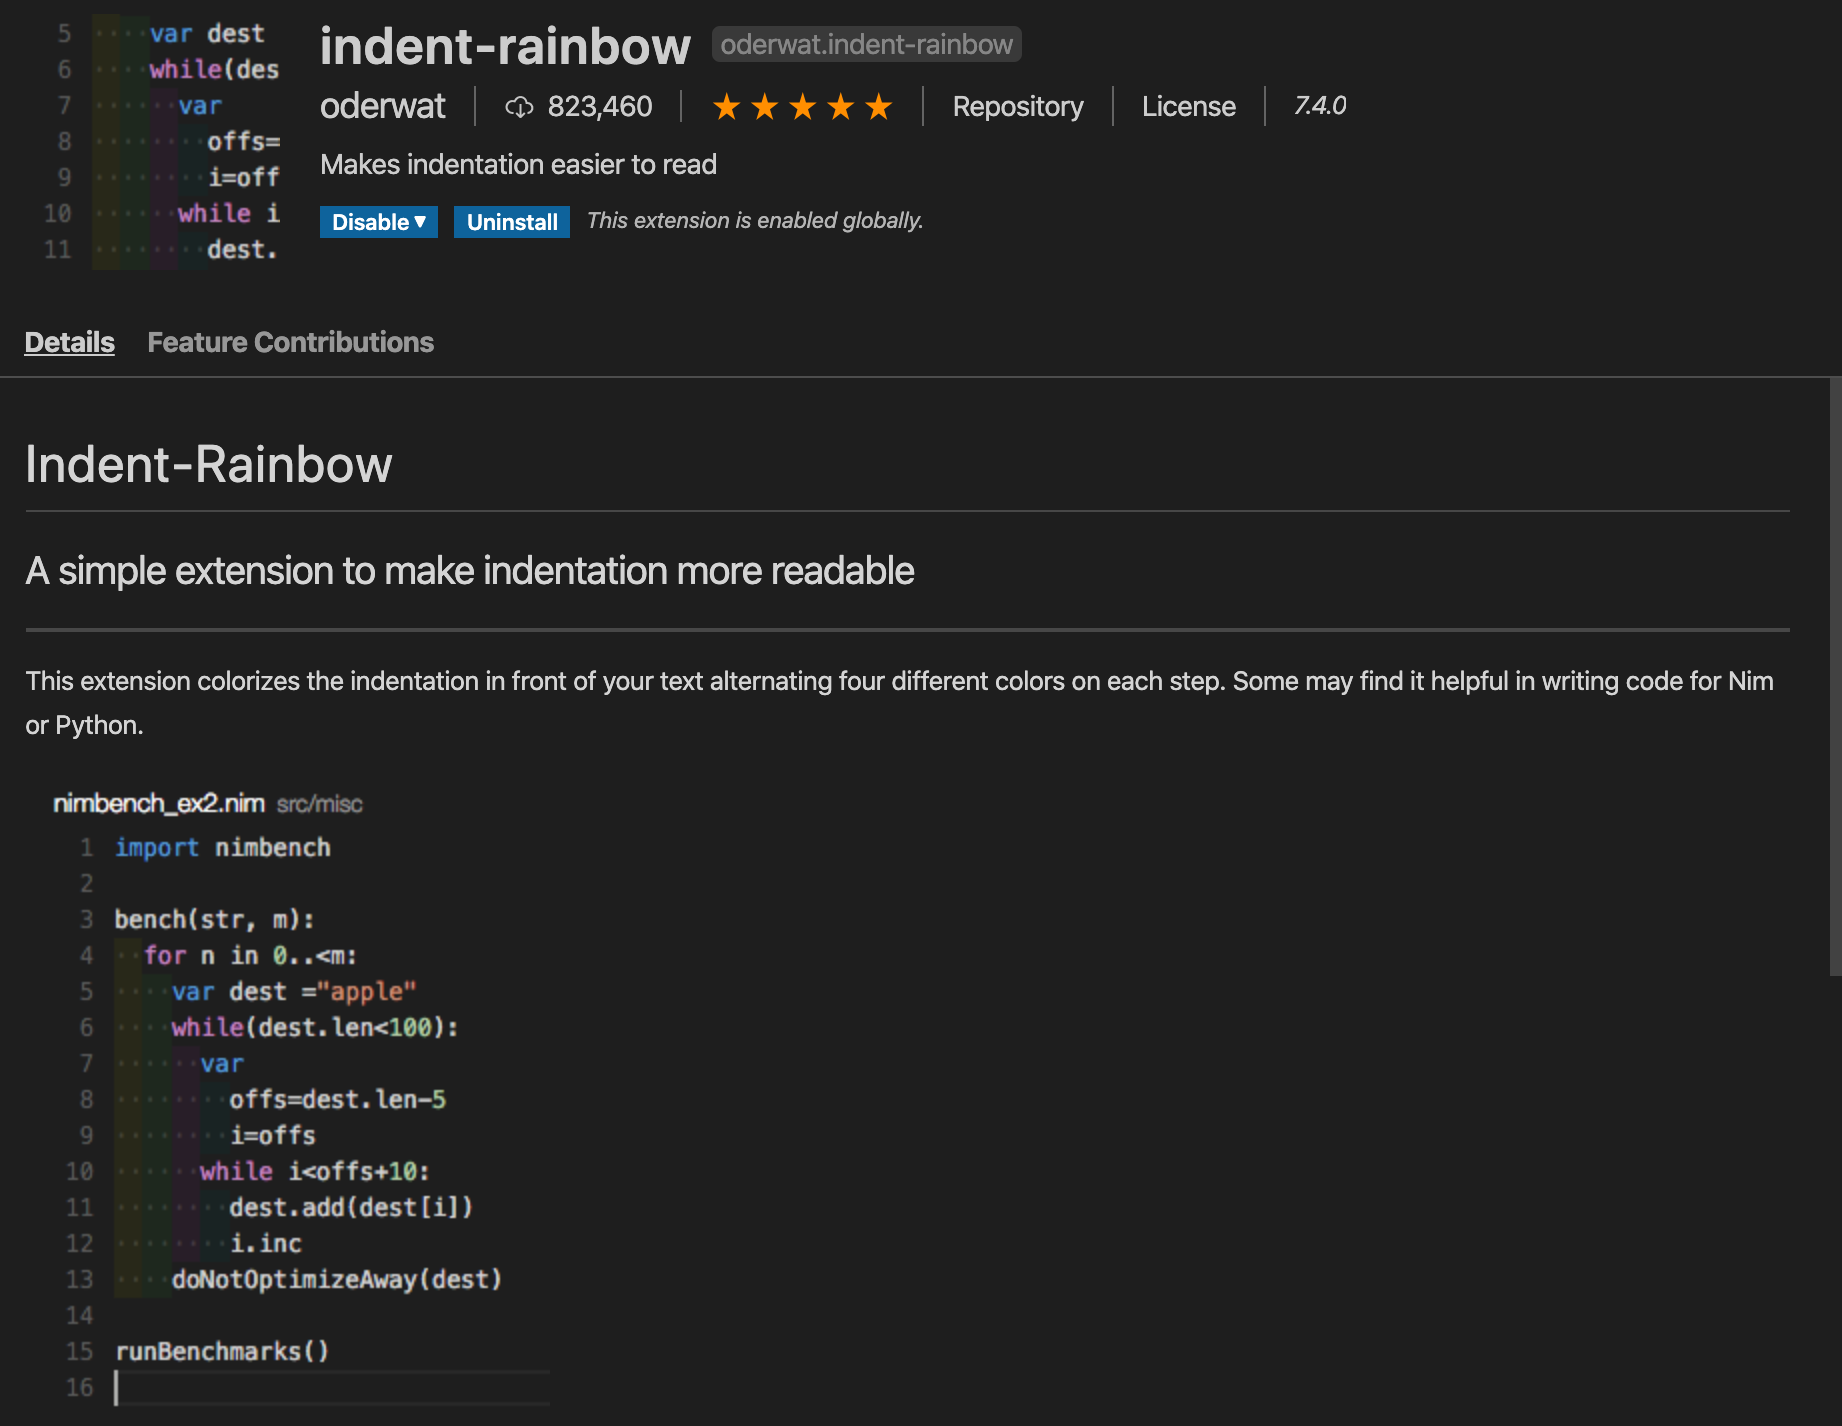 5 var dest
6 while(des
7 var
8 offs=
9 i=off
10 while i
11 dest.
indent-rainbow oderwat.indent-rainbow
oderwat 823,460 ★★★★★ Repository License 7.4.0
Makes indentation easier to read
Disable ▼ Uninstall This extension is enabled globally.
Details Feature Contributions
Indent-Rainbow
A simple extension to make indentation more readable
This extension colorizes the indentation in front of your text alternating four different colors on each step. Some may find it helpful in writing code for Nim
or Python.
nimbench_ex2.nim src/misc
1 import nimbench
2
3 bench(str, m):
4 for n in 0..<m:
5 var dest ="apple"
6 while(dest.len<100):
7 var
8 offs=dest.len-5
9 i=offs
10 while i<offs+10:
11 dest.add(dest[i])
12 i.inc
13 doNotOptimizeAway(dest)
14
15 runBenchmarks()
16